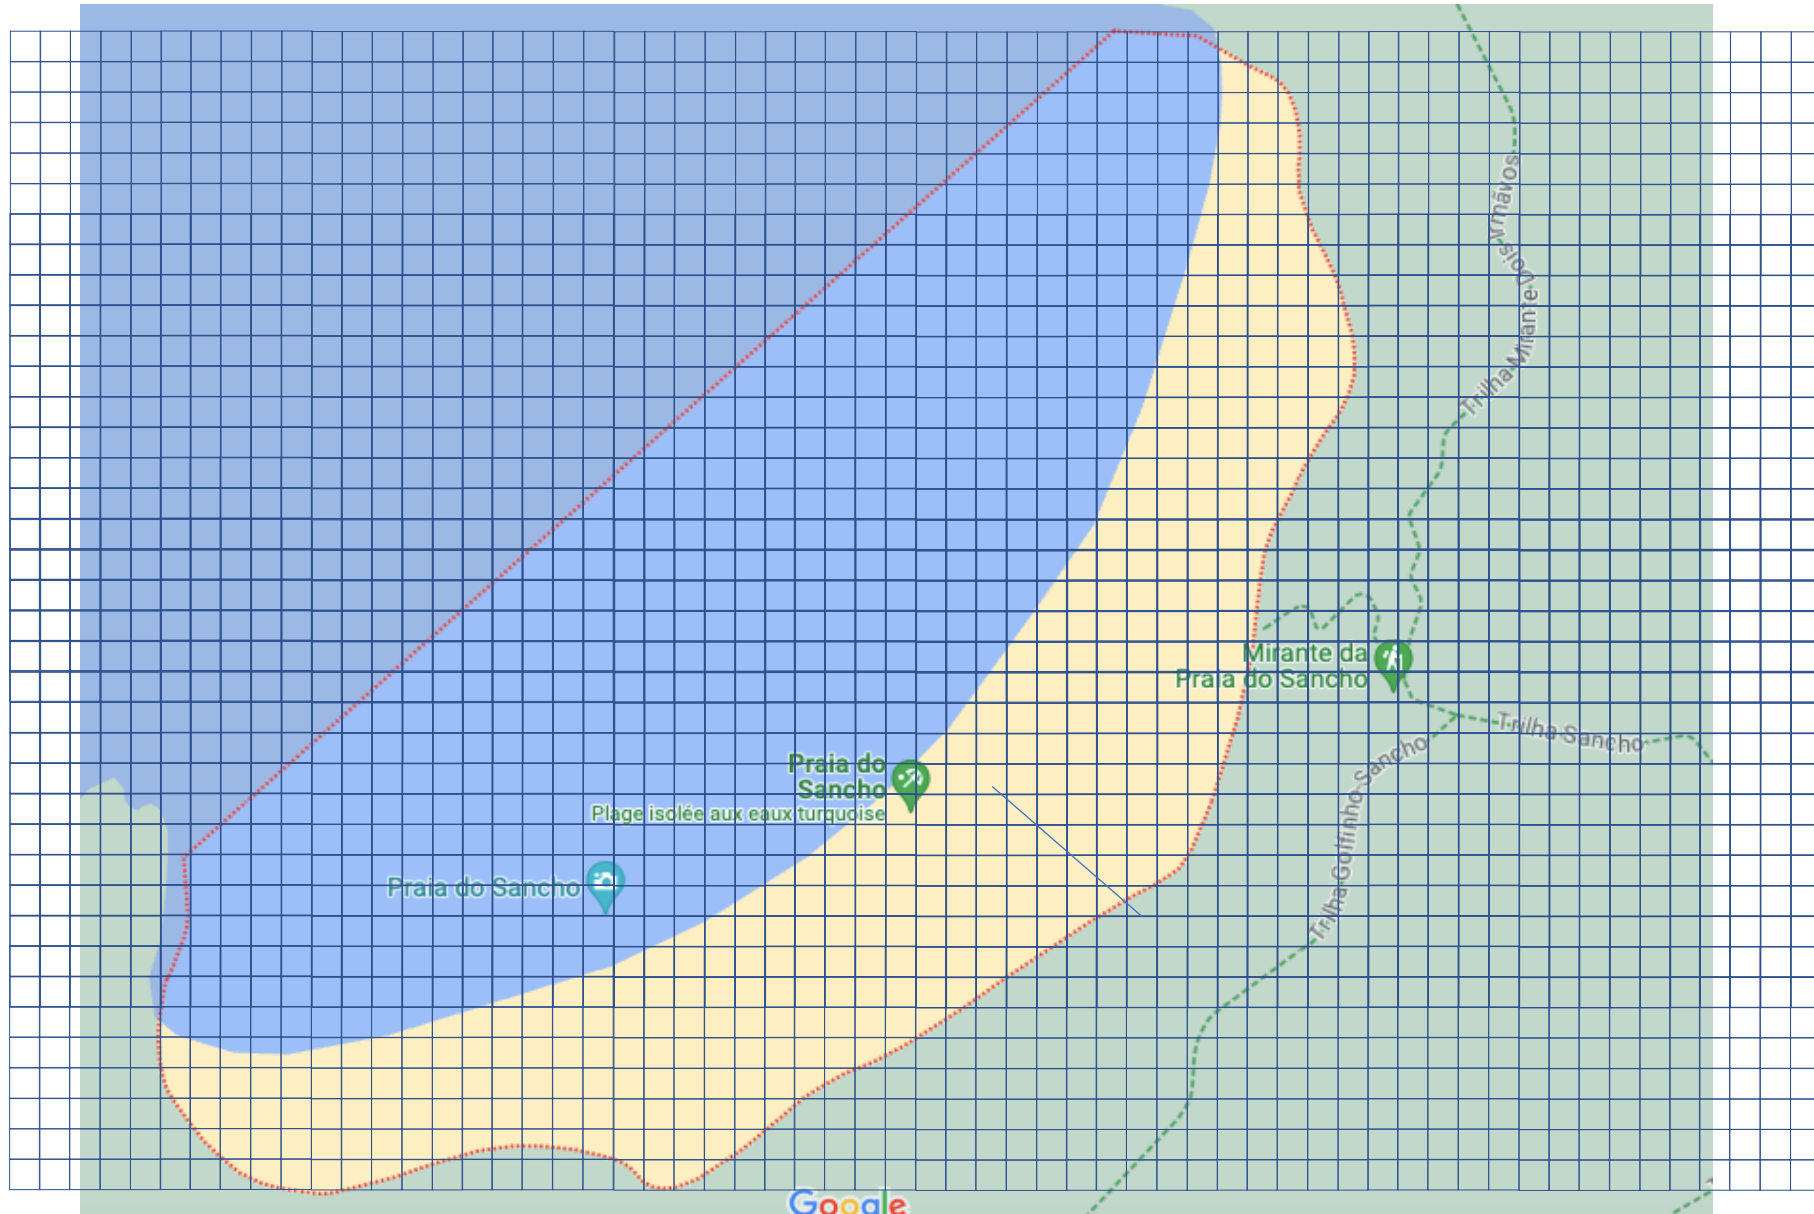 Trilha Mirante Dois Irmãvos
Mirante da
Praia do Sancho
Trilha Sancho
Trilha Golfinho-Sancho
Praia do
Sancho
Plage isolée aux eaux turquoise
Praia do Sancho
Google